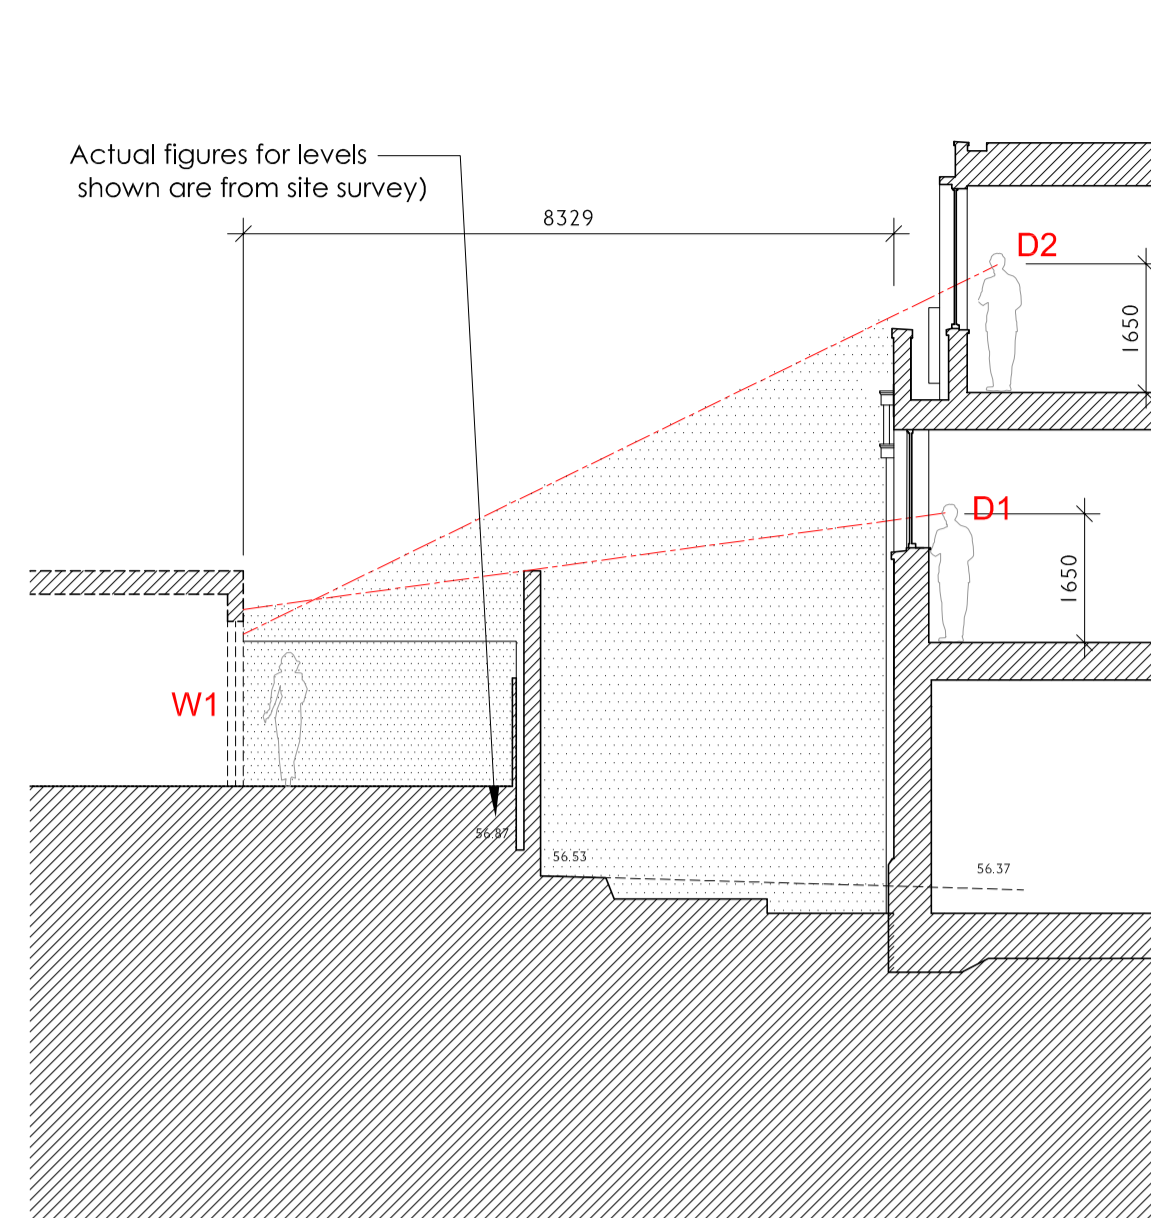 Actual figures for levels
shown are from site survey)
8329
D2
1650
D1
1650
W1
56.87
56.53
56.37